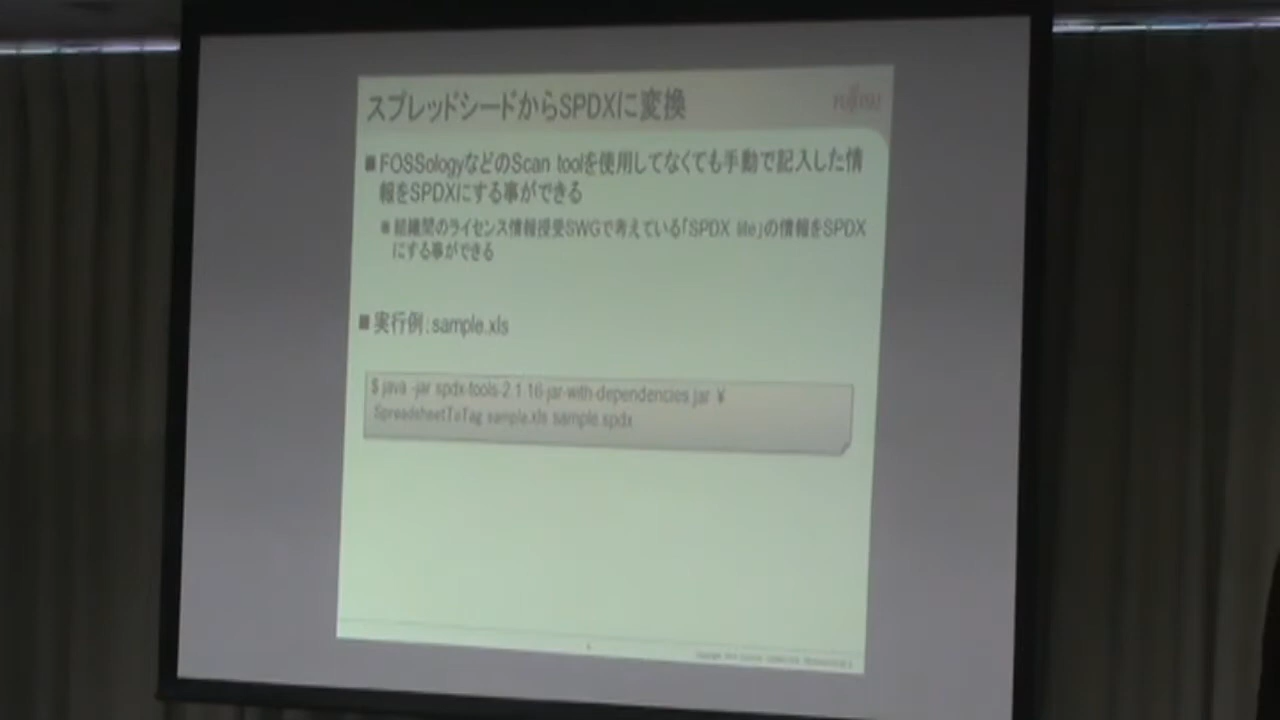 スプレッドシードからSPDXに変換
FUJITSU
■FOSSologyなどのScan toolを使用してなくても手動で記入した情
報をSPDXにする事ができる
■組織間のライセンス情報授受SWGで考えている「SPDX lite」の情報をSPDX
にする事ができる
■実行例:sample.xls
$ java -jar spdx-tools-2.1.16-jar-with-dependencies.jar ¥
SpreadsheetToTag sample.xls sample.spdx